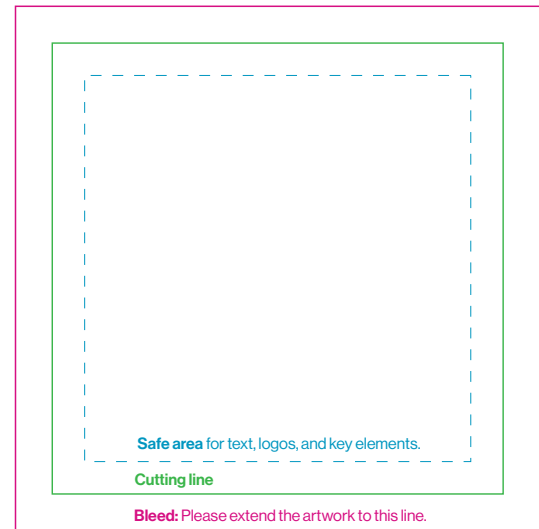 Safe area for text, logos, and key elements.
Cutting line
Bleed: Please extend the artwork to this line.